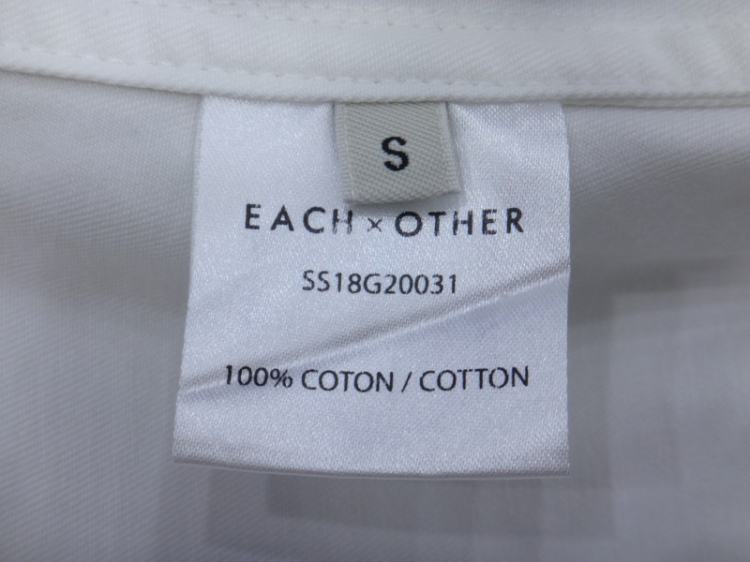 S
EACH × OTHER
SS18G20031
100% COTON / COTTON